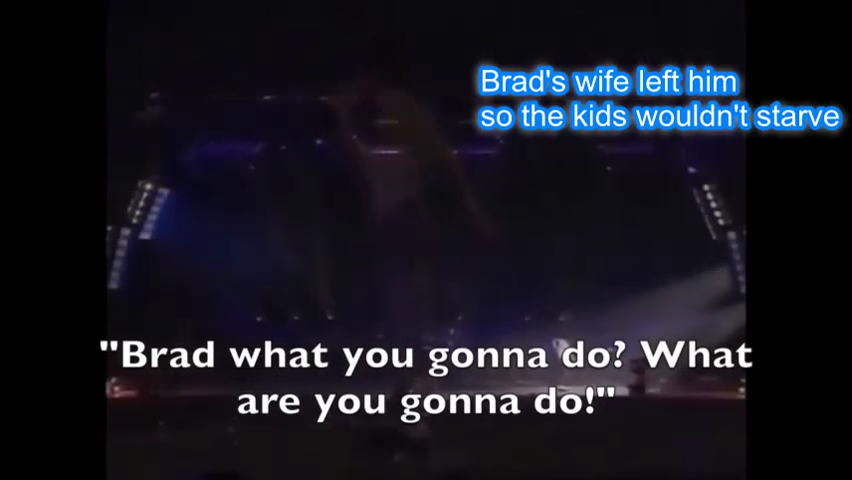 Brad's wife left him
so the kids wouldn't starve
"Brad what you gonna do? What
are you gonna do!"